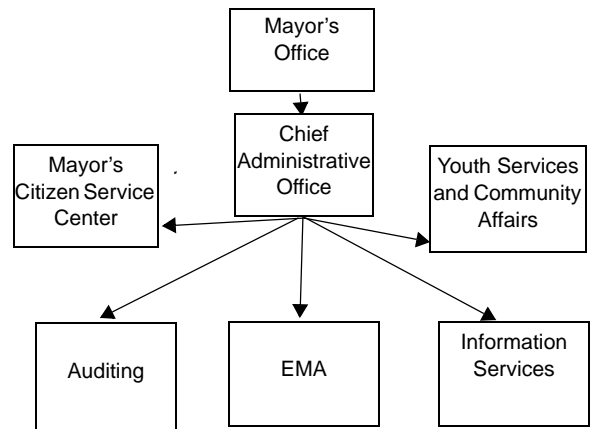 Mayor's
Office
Chief
Administrative
Office
Mayor's
Citizen Service
Center
Youth Services
and Community
Affairs
Auditing
EMA
Information
Services